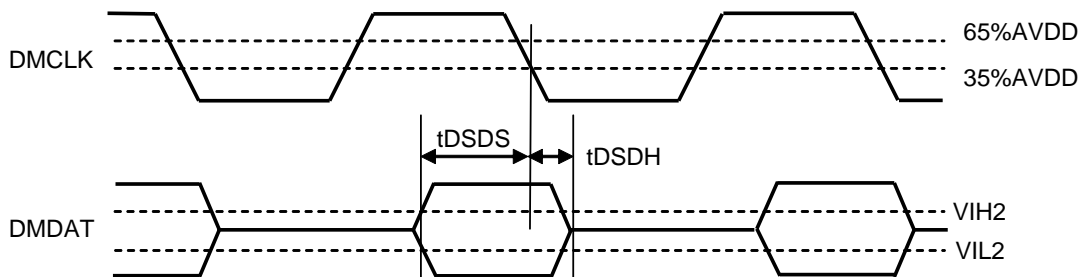 65%AVDD
DMCLK
35%AVDD
tDSDS
tDSDH
VIH2
DMDAT
VIL2